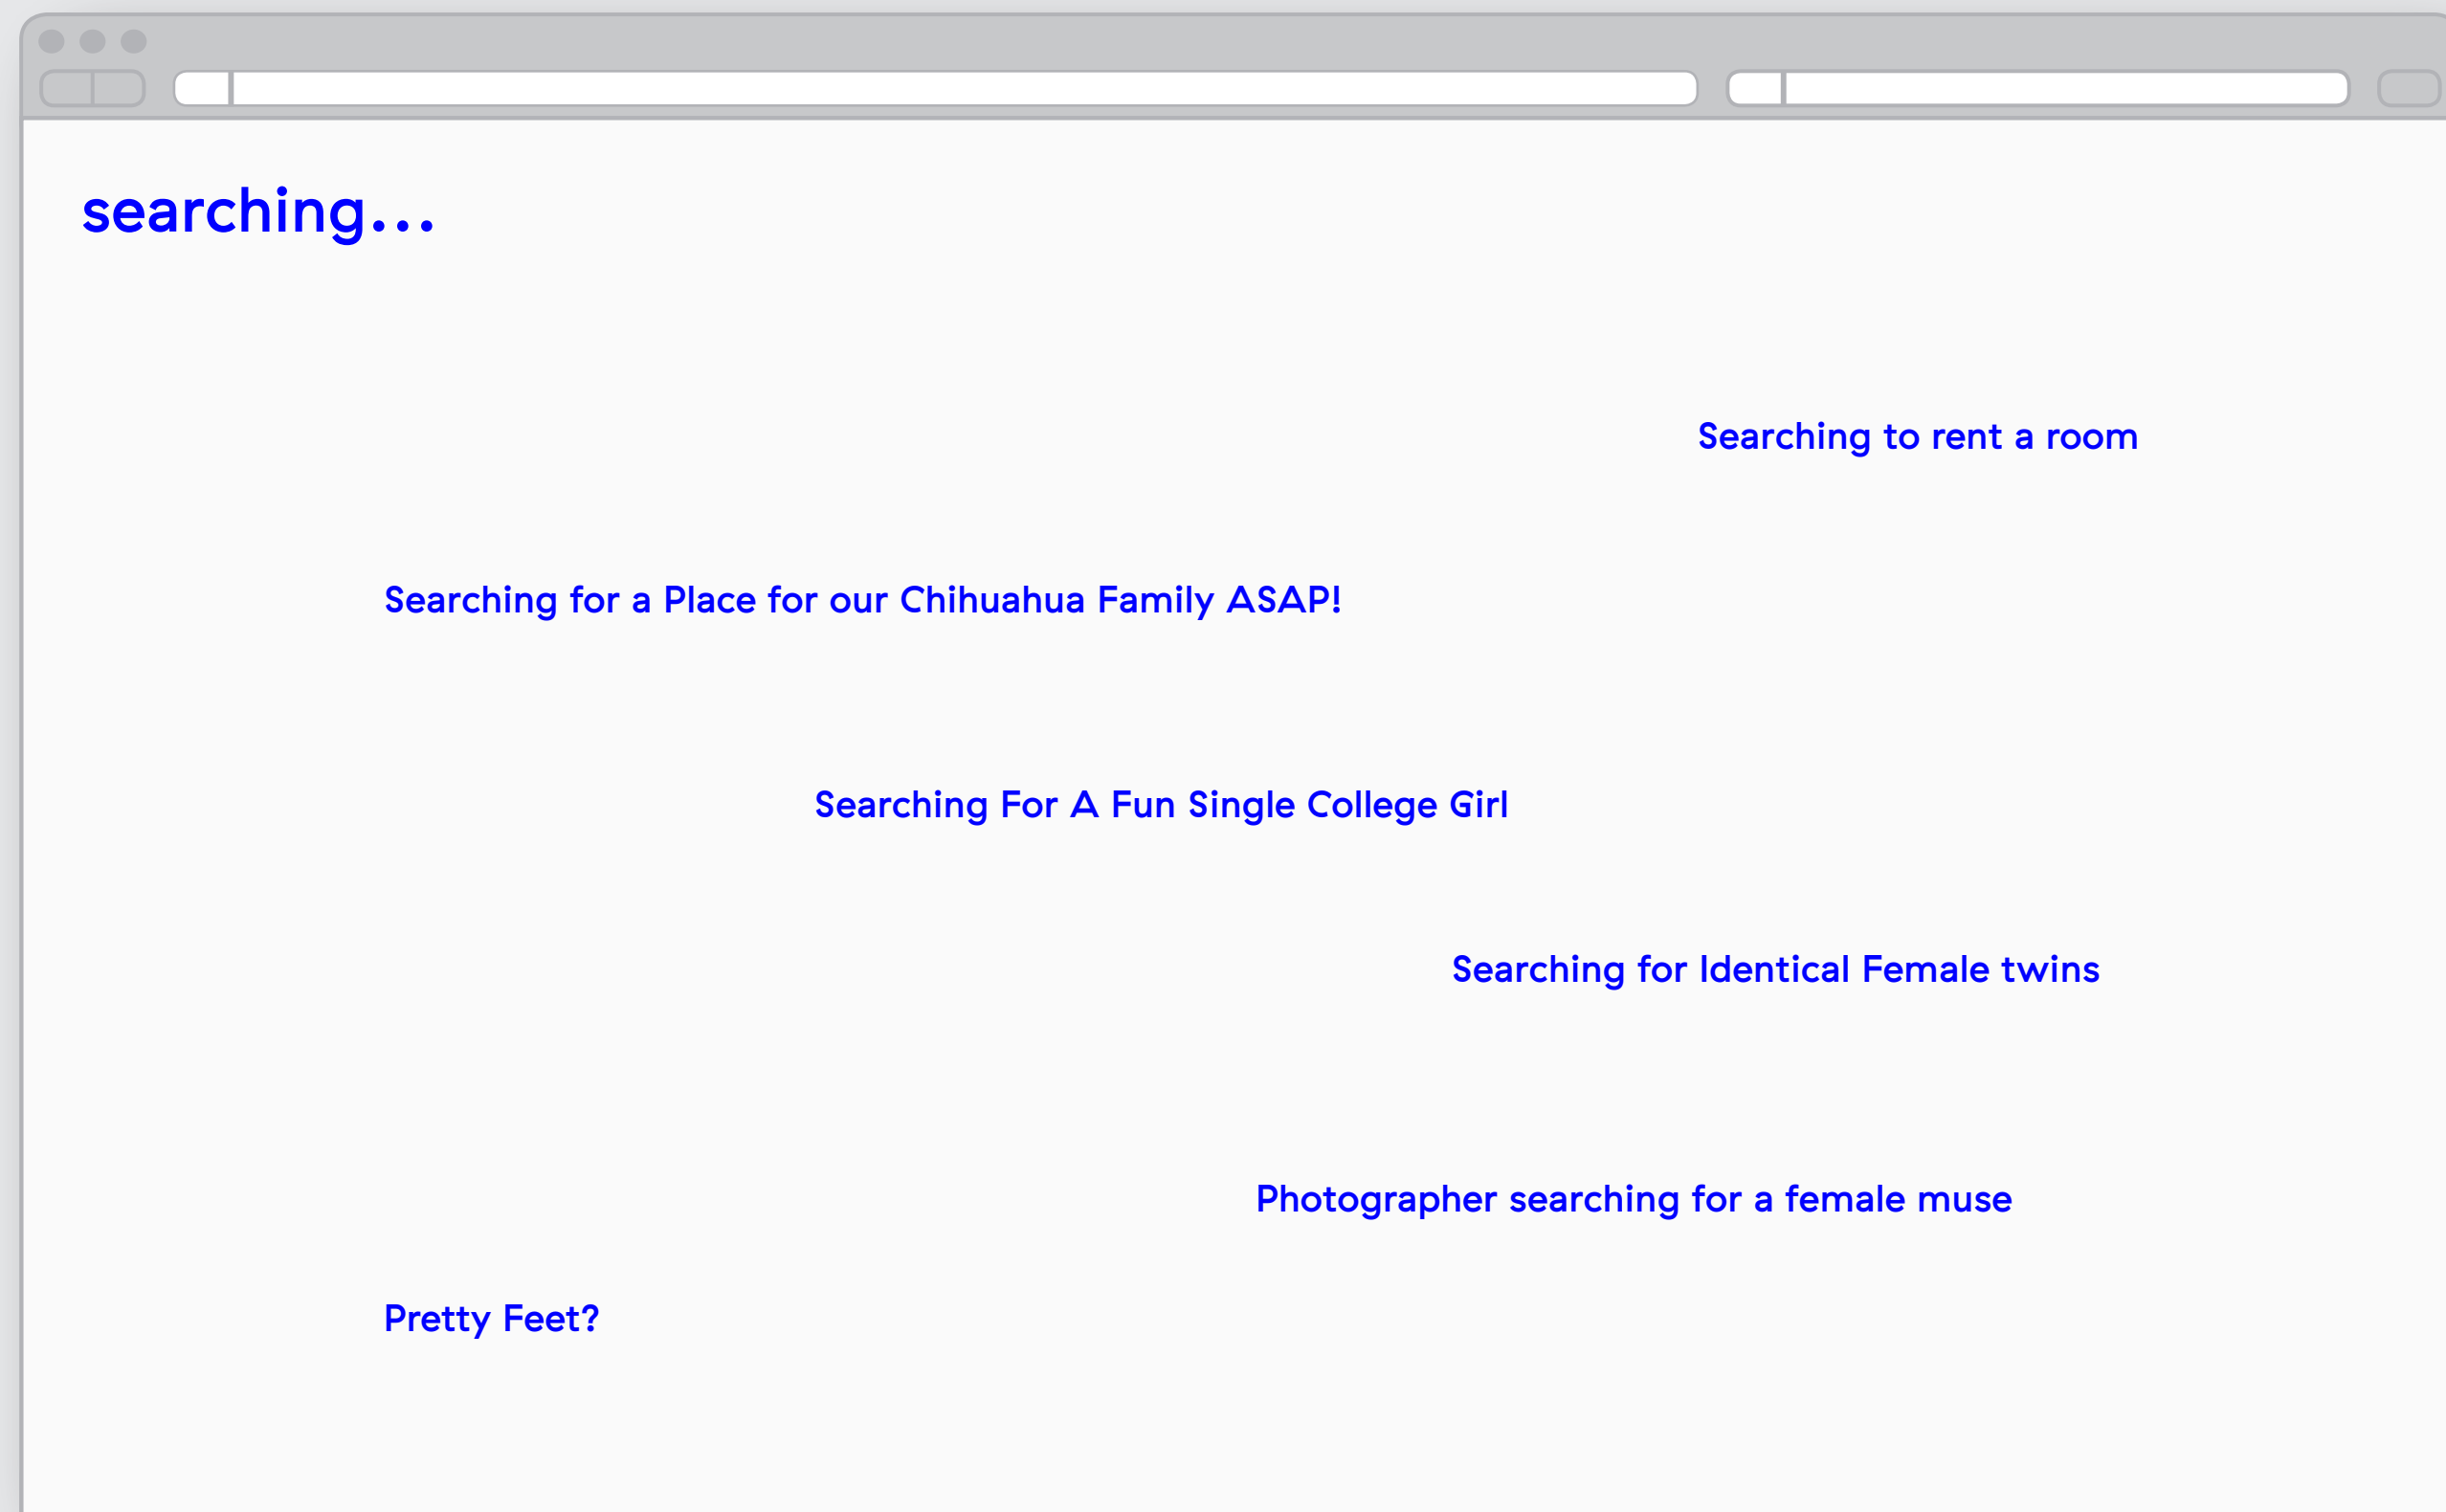 searching...
Searching to rent a room
Searching for a Place for our Chihuahua Family ASAP!
Searching For A Fun Single College Girl
Searching for Identical Female twins
Photographer searching for a female muse
Pretty Feet?